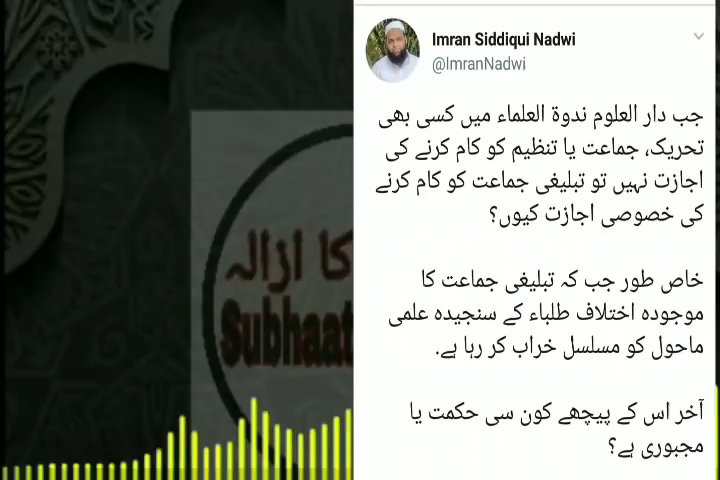 Imran Siddiqui Nadwi
@ImranNadwi
جب دار العلوم ندوۃ العلماء میں کسی بھی
تحریک، جماعت یا تنظیم کو کام کرنے کی
اجازت نہیں تو تبلیغی جماعت کو کام کرنے
کی خصوصی اجازت کیوں؟
خاص طور جب کہ تبلیغی جماعت کا
موجودہ اختلاف طلباء کے سنجیدہ علمی
ماحول کو مسلسل خراب کر رہا ہے.
آخر اس کے پیچھے کون سی حکمت یا
مجبوری ہے؟
کا ازالہ
Subhaat